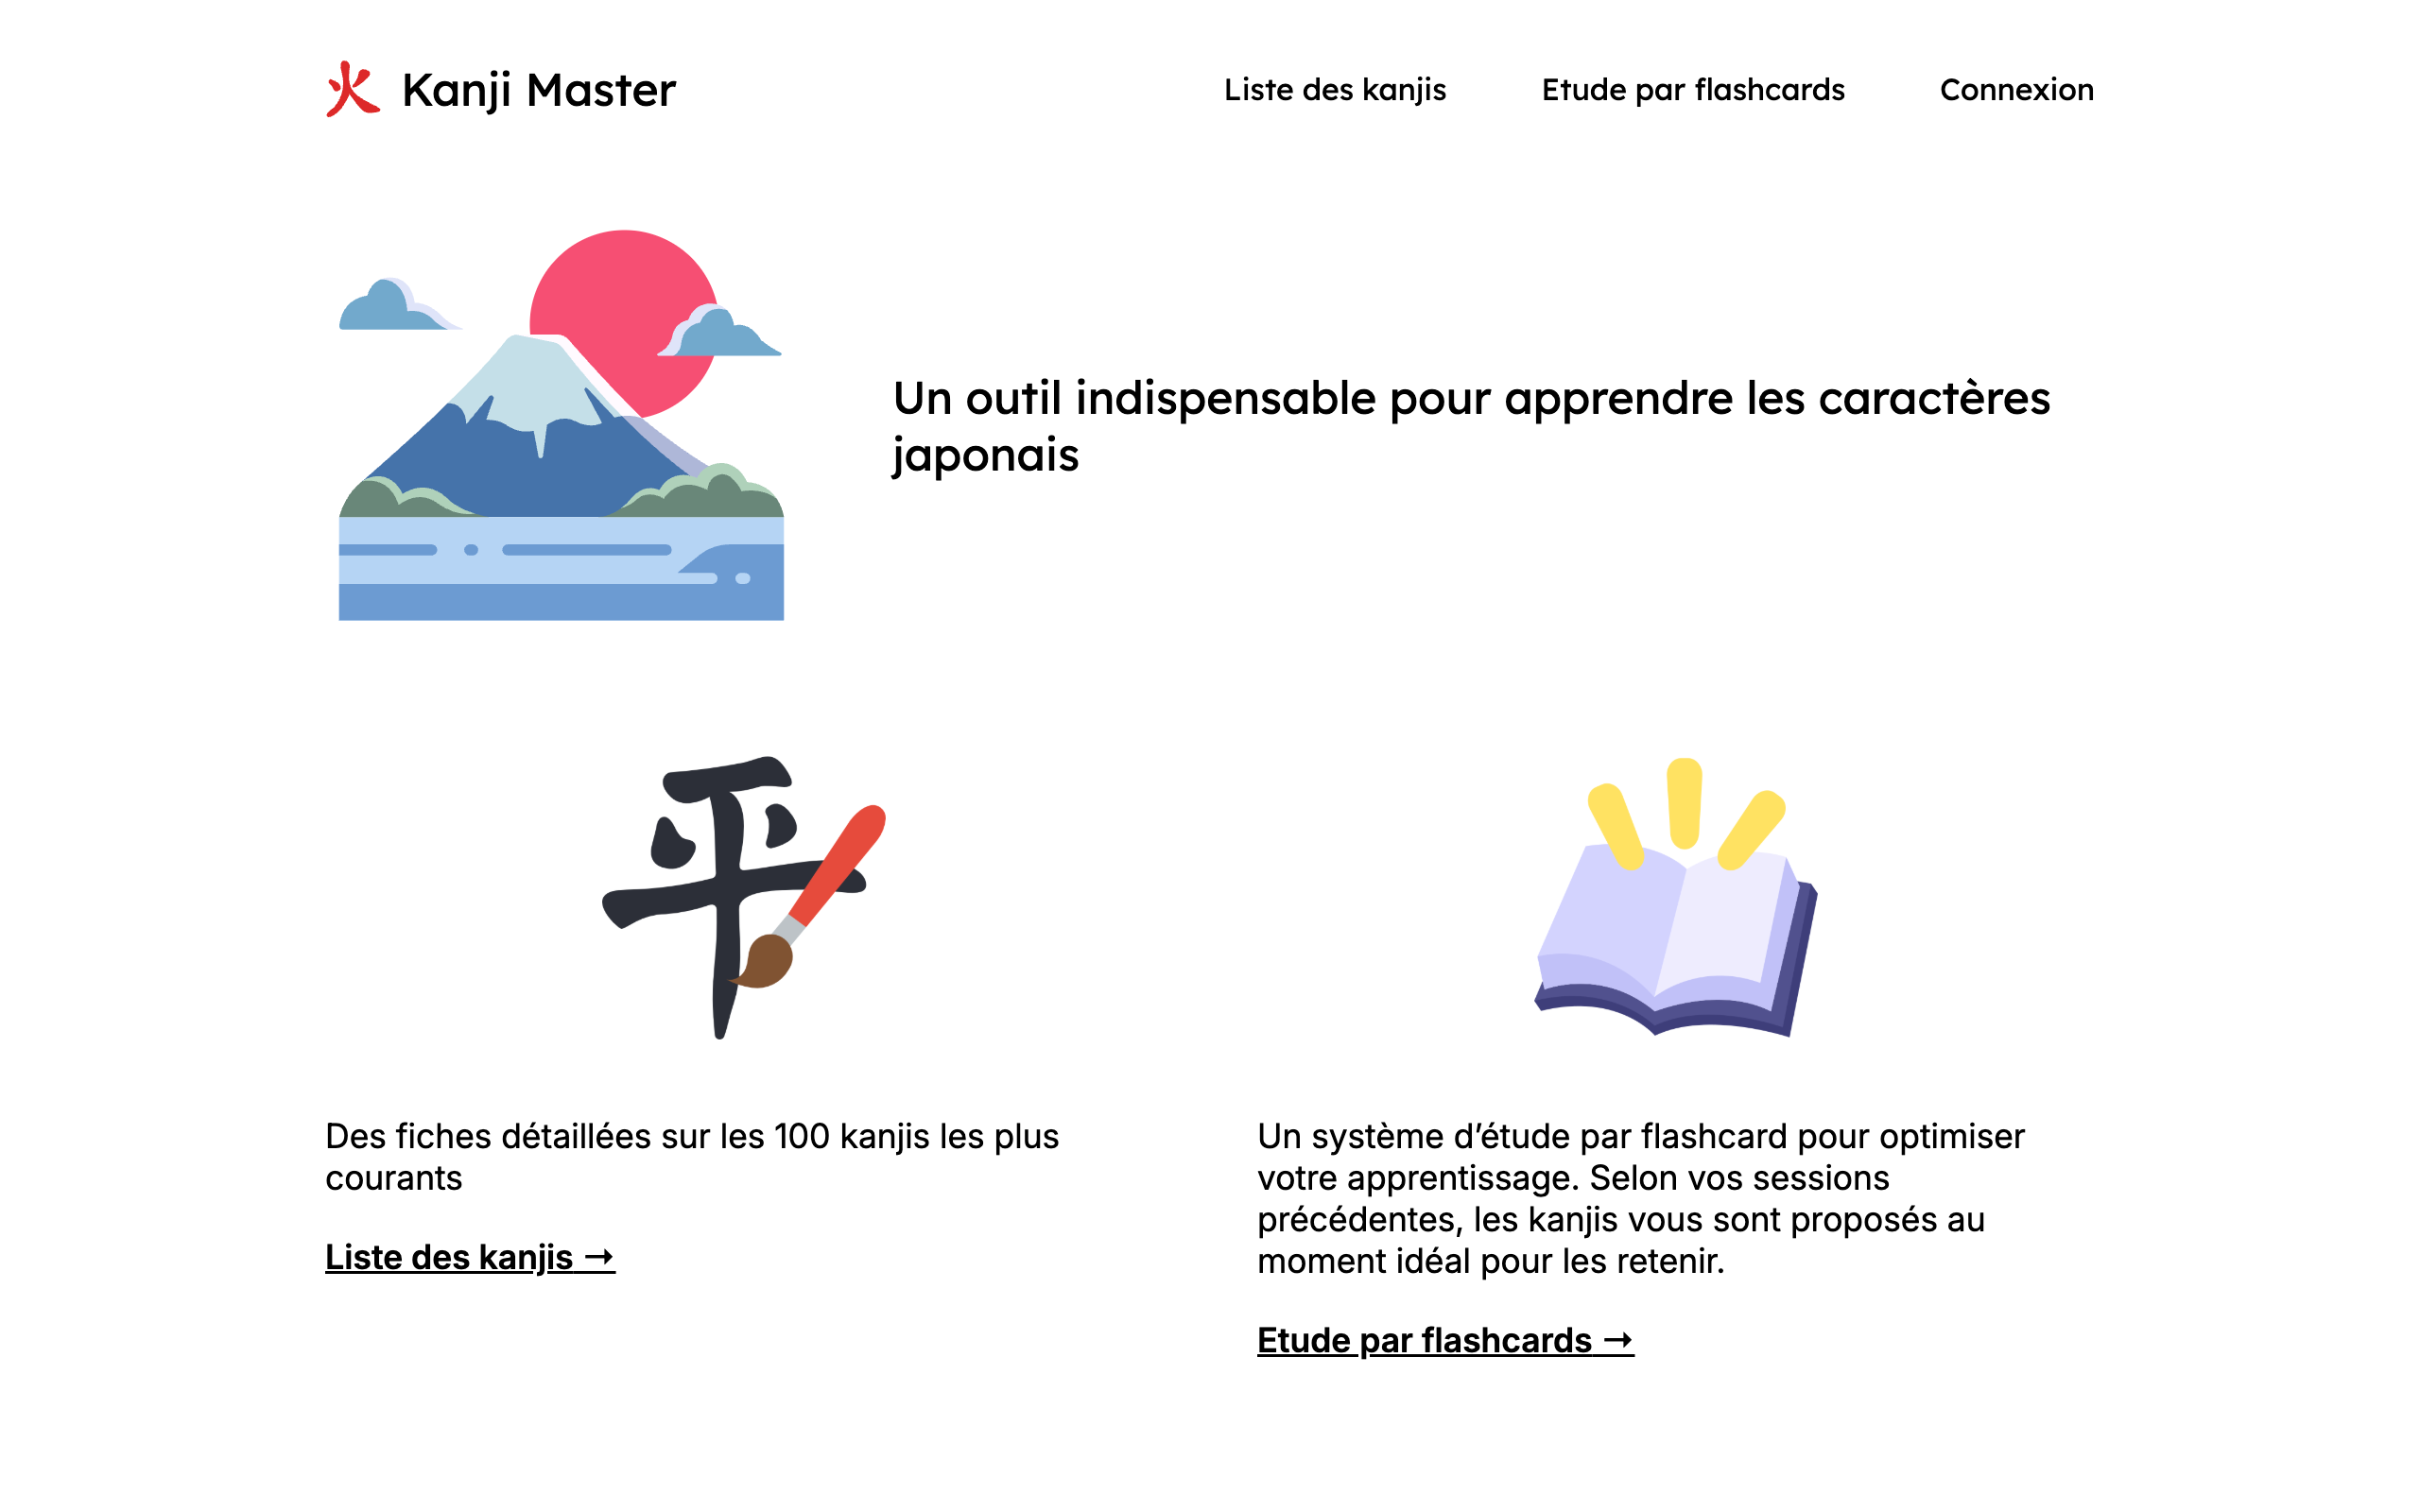 火 Kanji Master
Liste des kanjis Etude par flashcards Connexion
Un outil indispensable pour apprendre les caractères
japonais
平
Des fiches détaillées sur les 100 kanjis les plus
courants
Liste des kanjis →
Un système d’étude par flashcard pour optimiser
votre apprentissage. Selon vos sessions
précédentes, les kanjis vous sont proposés au
moment idéal pour les retenir.
Etude par flashcards →